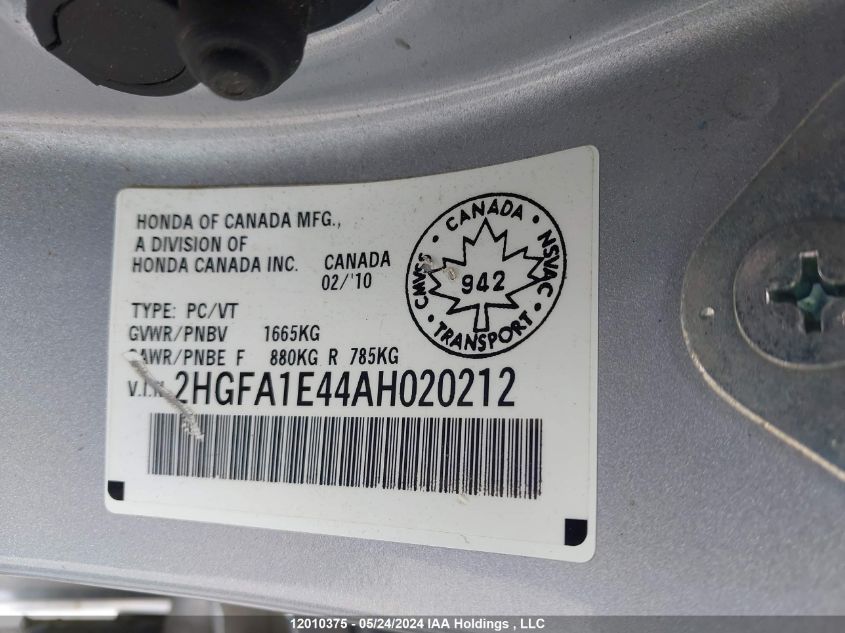 HONDA OF CANADA MFG.,
A DIVISION OF
HONDA CANADA INC. CANADA
02/'10
TYPE: PC/VT
GVWR/PNBV 1665KG
GAWR/PNBE F 880KG R 785KG
V.I.N. 2HGFA1E44AH020212
CANADA
CMVSS 942 NSVAC
TRANSPORT
12010375 - 05/24/2024 IAA Holdings , LLC